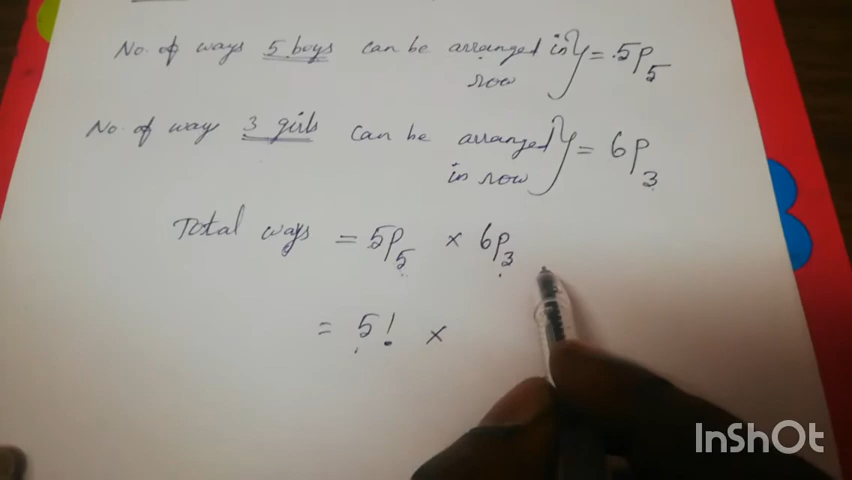 No. of ways 5 boys can be arranged in row } = 5P5
No. of way 3 girls can be arranged in row } = 6P3
Total ways = 5P5 × 6P3
= 5! ×
InShOt